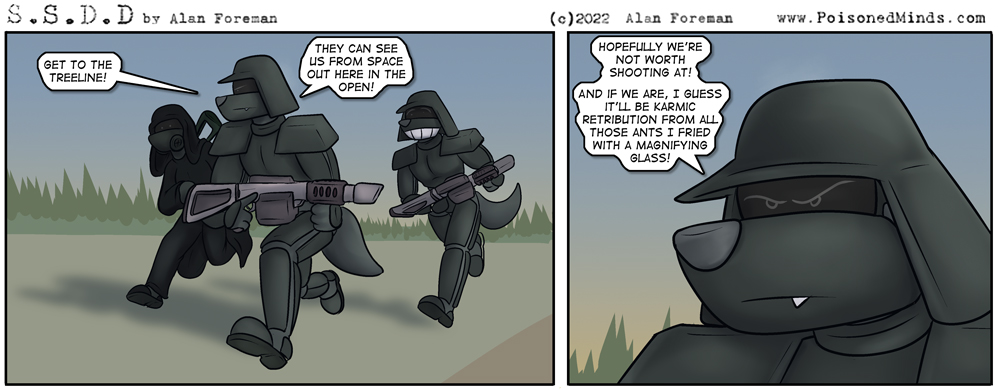 S.S.D.D by Alan Foreman
(c)2022 Alan Foreman www.PoisonedMinds.com
GET TO THE
TREELINE!
THEY CAN SEE
US FROM SPACE
OUT HERE IN THE
OPEN!
HOPEFULLY WE'RE
NOT WORTH
SHOOTING AT!
AND IF WE ARE, I GUESS
IT'LL BE KARMIC
RETRIBUTION FROM ALL
THOSE ANTS I FRIED
WITH A MAGNIFYING
GLASS!